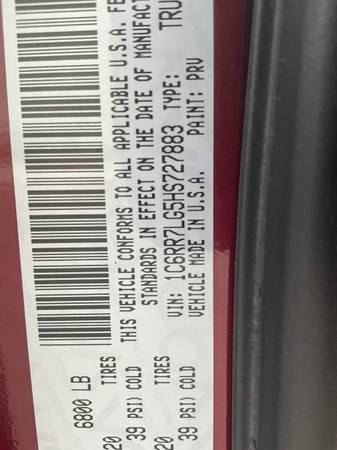 6800 LB
20 TIRES
39 PSI) COLD
THIS VEHICLE CONFORMS TO ALL APPLICABLE U.S.A. FE
STANDARDS IN EFFECT ON THE DATE OF MANUFAC
VIN: 1C6RR7LG5HS727883 TYPE: TRU
VEHICLE MADE IN U.S.A. PAINT: PRV
20 TIRES
39 PSI) COLD